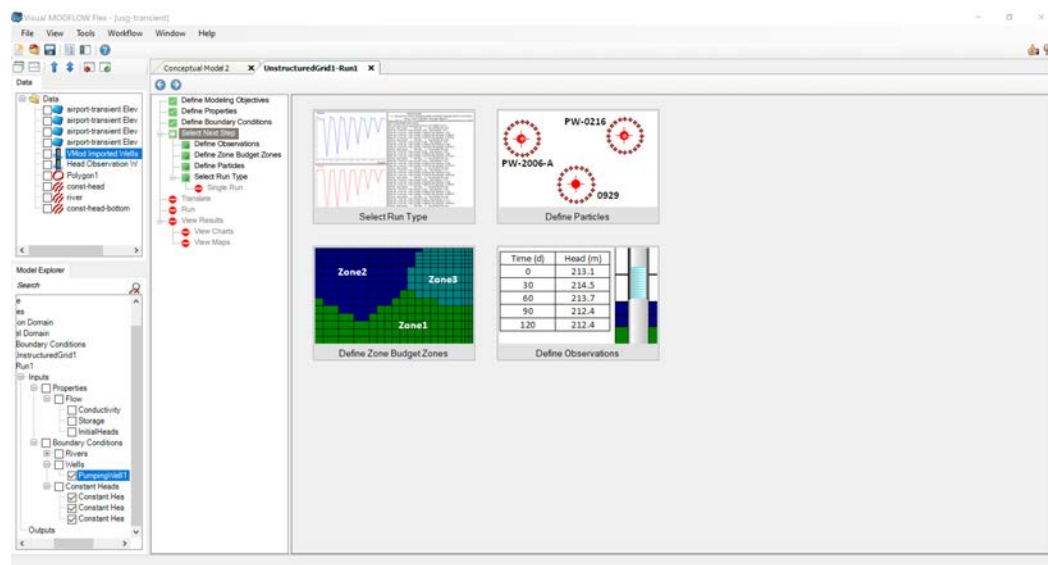 Visual MODFLOW Flex - [usg-transient]
File View Tools Workflow Window Help
Conceptual Model 2 X UnstructuredGrid1-Run1 X
Data
Data
airport-transient Elev
airport-transient Elev
airport-transient Elev
airport-transient Elev
VMod Imported Wells
Head Observation W
Polygon1
const-head
river
const-head-bottom
Model Explorer
Search
e
es
on Domain
el Domain
Boundary Conditions
UnstructuredGrid1
Run1
Inputs
Properties
Flow
Conductivity
Storage
InitialHeads
Boundary Conditions
Rivers
Wells
PumpingWell1
Constant Heads
Constant Hea
Constant Hea
Constant Hea
Outputs
Define Modeling Objectives
Define Properties
Define Boundary Conditions
Select Next Step
Define Observations
Define Zone Budget Zones
Define Particles
Select Run Type
Single Run
Translate
Run
View Results
View Charts
View Maps
Select Run Type
PW-0216
PW-2006-A
0929
Define Particles
Zone2
Zone3
Zone1
Define Zone Budget Zones
Time (d) Head (m)
0 213.1
30 214.5
60 213.7
90 212.4
120 212.4
Define Observations